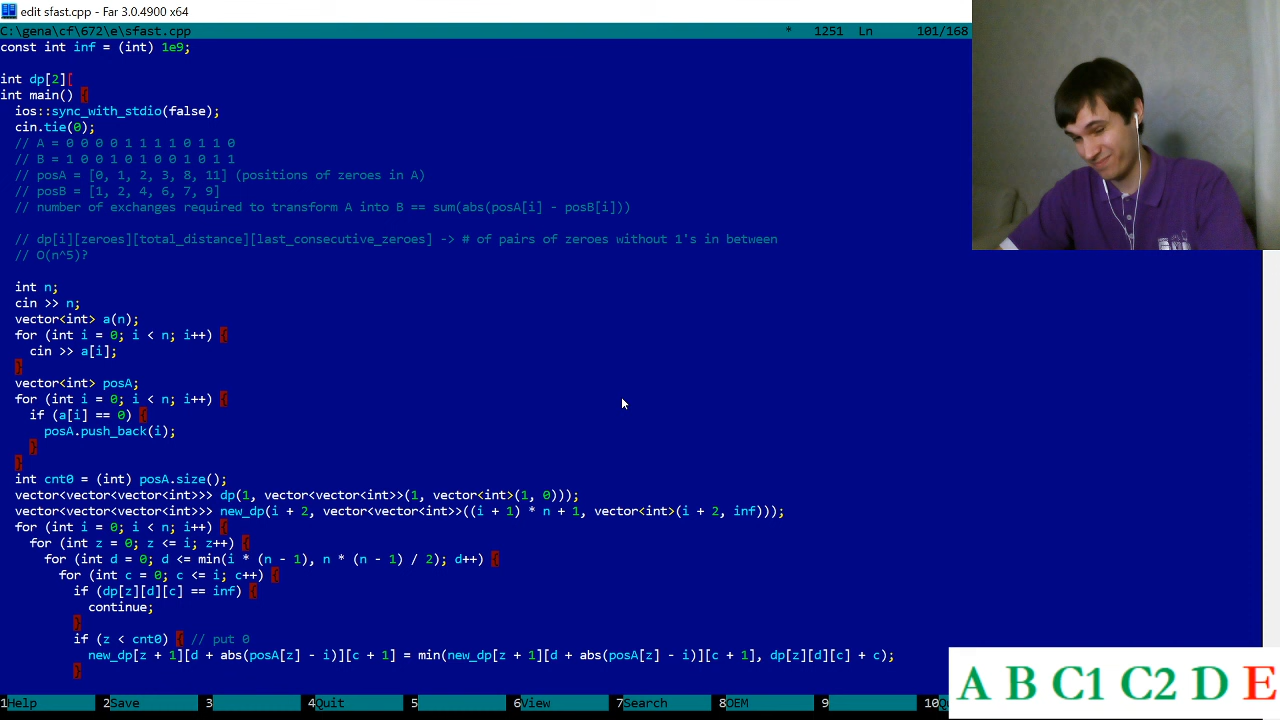 edit sfast.cpp - Far 3.0.4900 x64
C:\gena\cf\672\e\sfast.cpp * 1251 Ln 101/168
const int inf = (int) 1e9;
int dp[2][
int main() {
ios::sync_with_stdio(false);
cin.tie(0);
// A = 0 0 0 0 1 1 1 1 0 1 1 0
// B = 1 0 0 1 0 1 0 0 1 0 1 1
// posA = [0, 1, 2, 3, 8, 11] (positions of zeroes in A)
// posB = [1, 2, 4, 6, 7, 9]
// number of exchanges required to transform A into B == sum(abs(posA[i] - posB[i]))
// dp[i][zeroes][total_distance][last_consecutive_zeroes] -> # of pairs of zeroes without 1's in between
// O(n^5)?
int n;
cin >> n;
vector<int> a(n);
for (int i = 0; i < n; i++) {
cin >> a[i];
}
vector<int> posA;
for (int i = 0; i < n; i++) {
if (a[i] == 0) {
posA.push_back(i);
}
}
int cnt0 = (int) posA.size();
vector<vector<vector<int>>> dp(1, vector<vector<int>>(1, vector<int>(1, 0)));
vector<vector<vector<int>>> new_dp(i + 2, vector<vector<int>>((i + 1) * n + 1, vector<int>(i + 2, inf)));
for (int i = 0; i < n; i++) {
for (int z = 0; z <= i; z++) {
for (int d = 0; d <= min(i * (n - 1), n * (n - 1) / 2); d++) {
for (int c = 0; c <= i; c++) {
if (dp[z][d][c] == inf) {
continue;
}
if (z < cnt0) { // put 0
new_dp[z + 1][d + abs(posA[z] - i)][c + 1] = min(new_dp[z + 1][d + abs(posA[z] - i)][c + 1], dp[z][d][c] + c);
}
1Help 2Save 3 4Quit 5 6View 7Search 8DOEM 9 10
A B C1 C2 D E